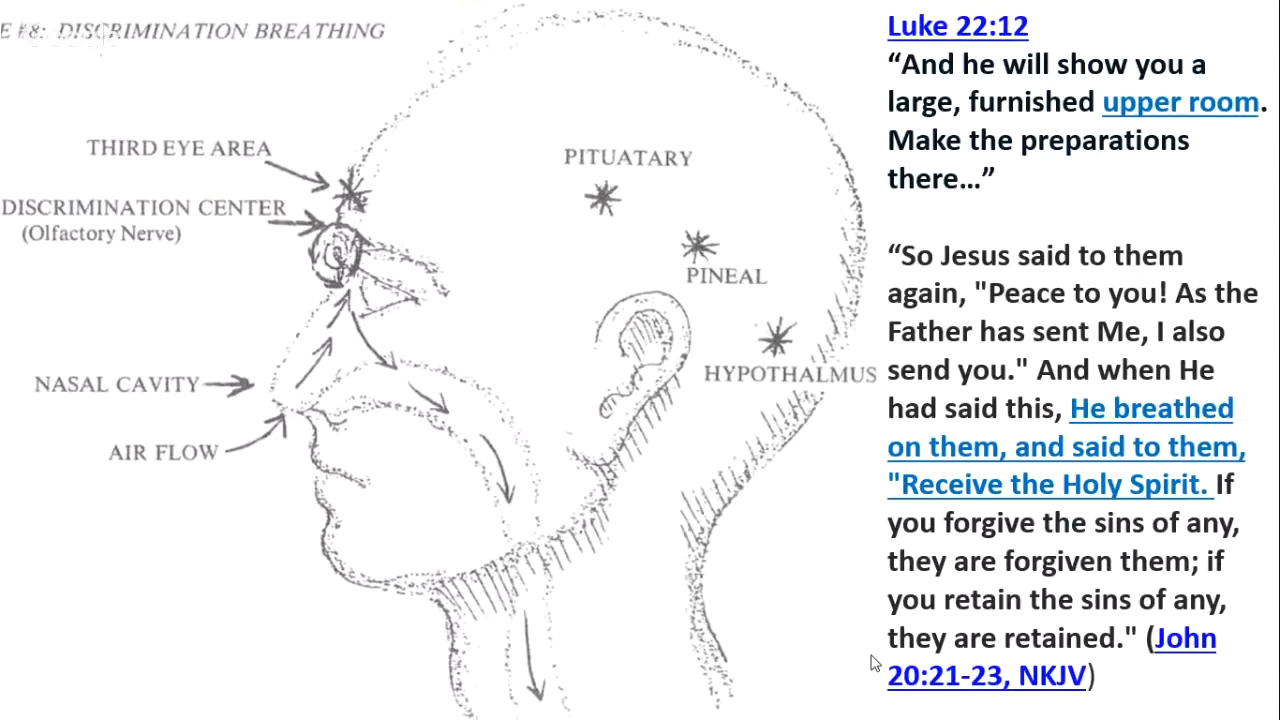 E #8: DISCRIMINATION BREATHING
THIRD EYE AREA
DISCRIMINATION CENTER
(Olfactory Nerve)
NASAL CAVITY
AIR FLOW
PITUATARY
PINEAL
HYPOTHALMUS
Luke 22:12
“And he will show you a
large, furnished upper room.
Make the preparations
there...”
“So Jesus said to them
again, "Peace to you! As the
Father has sent Me, I also
send you." And when He
had said this, He breathed
on them, and said to them,
"Receive the Holy Spirit. If
you forgive the sins of any,
they are forgiven them; if
you retain the sins of any,
they are retained." (John
20:21-23, NKJV)